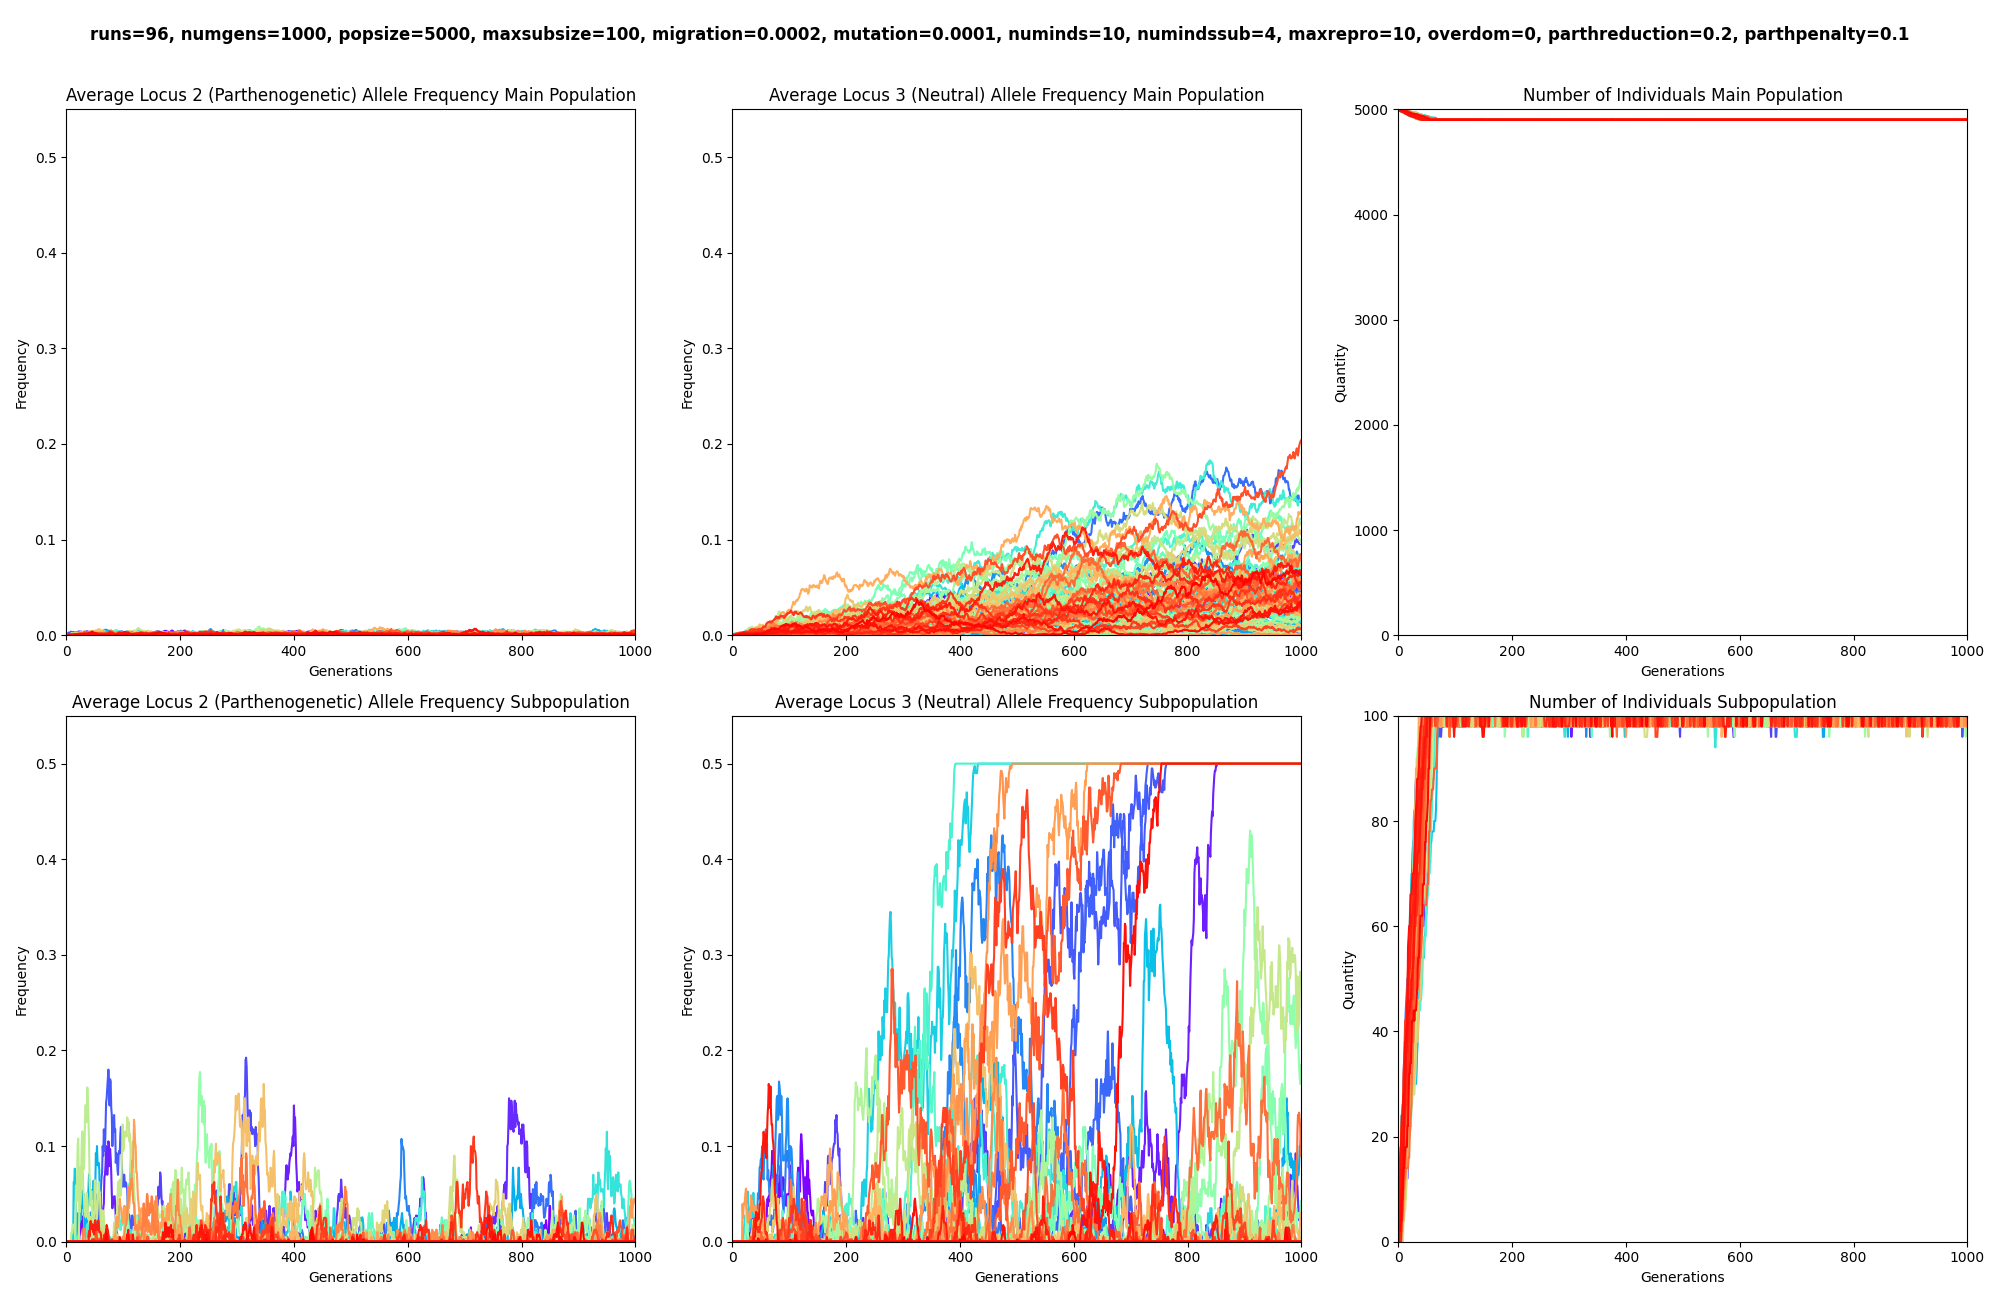 runs=96, numgens=1000, popsize=5000, maxsubsize=100, migration=0.0002, mutation=0.0001, numinds=10, numindssub=4, maxrepro=10, overdom=0, parthreduction=0.2, parthpenalty=0.1
Average Locus 2 (Parthenogenetic) Allele Frequency Main Population
0.5
0.4
0.3
0.2
0.1
0.0
Frequency
0 200 400 600 800 1000
Generations
Average Locus 3 (Neutral) Allele Frequency Main Population
0.5
0.4
0.3
0.2
0.1
0.0
Frequency
0 200 400 600 800 1000
Generations
Number of Individuals Main Population
5000
4000
3000
2000
1000
0
Quantity
0 200 400 600 800 1000
Generations
Average Locus 2 (Parthenogenetic) Allele Frequency Subpopulation
0.5
0.4
0.3
0.2
0.1
0.0
Frequency
0 200 400 600 800 1000
Generations
Average Locus 3 (Neutral) Allele Frequency Subpopulation
0.5
0.4
0.3
0.2
0.1
0.0
Frequency
0 200 400 600 800 1000
Generations
Number of Individuals Subpopulation
100
80
60
40
20
0
Quantity
0 200 400 600 800 1000
Generations